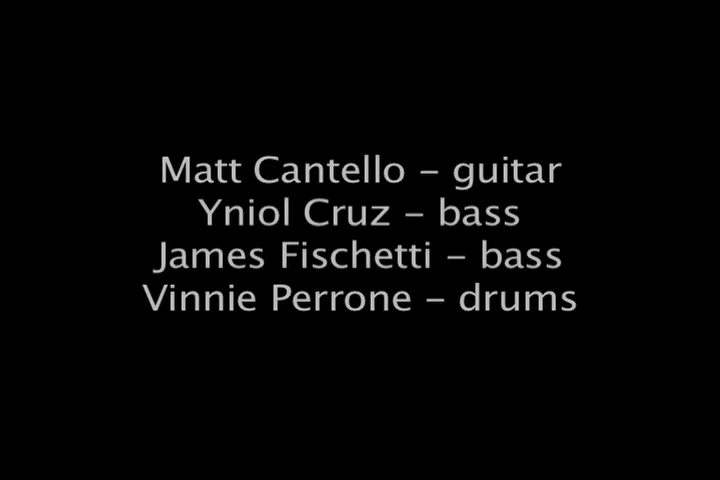 Matt Cantello – guitar
Yniol Cruz – bass
James Fischetti – bass
Vinnie Perrone – drums